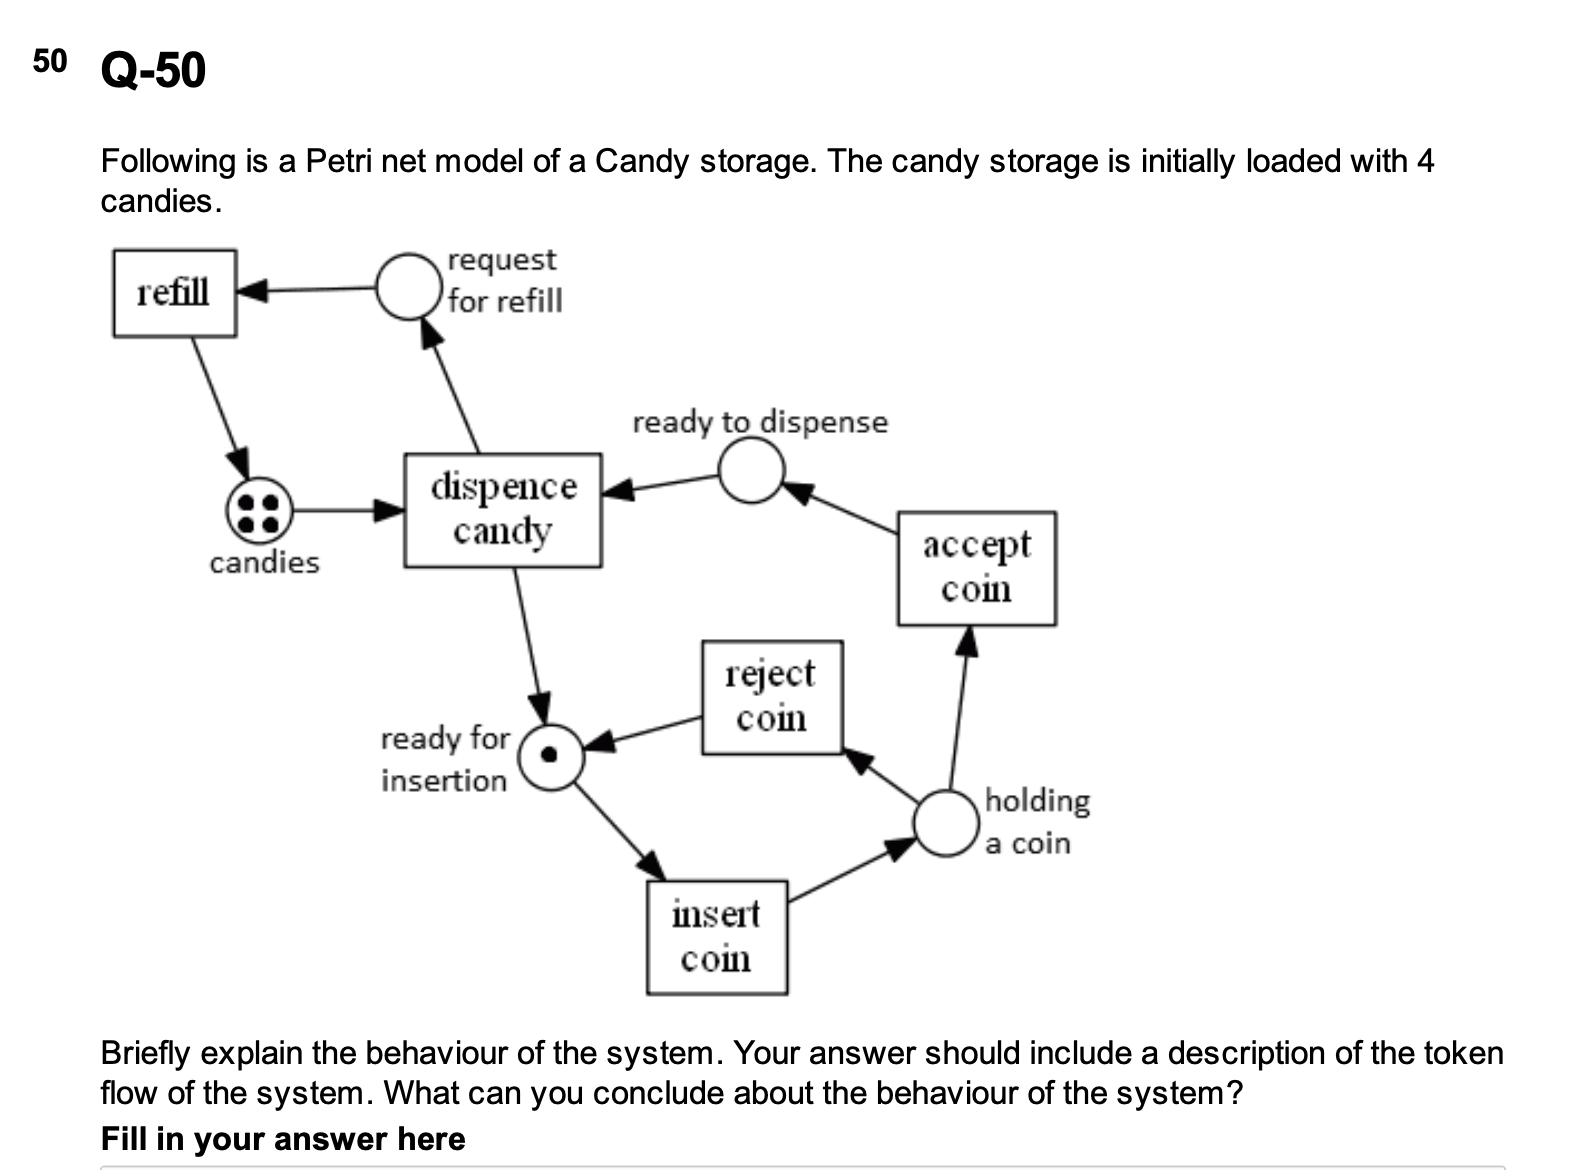 50 Q-50
Following is a Petri net model of a Candy storage. The candy storage is initially loaded with 4
candies.
request
for refill
refill
ready to dispense
dispence
candy
candies
accept
coin
reject
coin
ready for
insertion
holding
a coin
insert
coin
Briefly explain the behaviour of the system. Your answer should include a description of the token
flow of the system. What can you conclude about the behaviour of the system?
Fill in your answer here